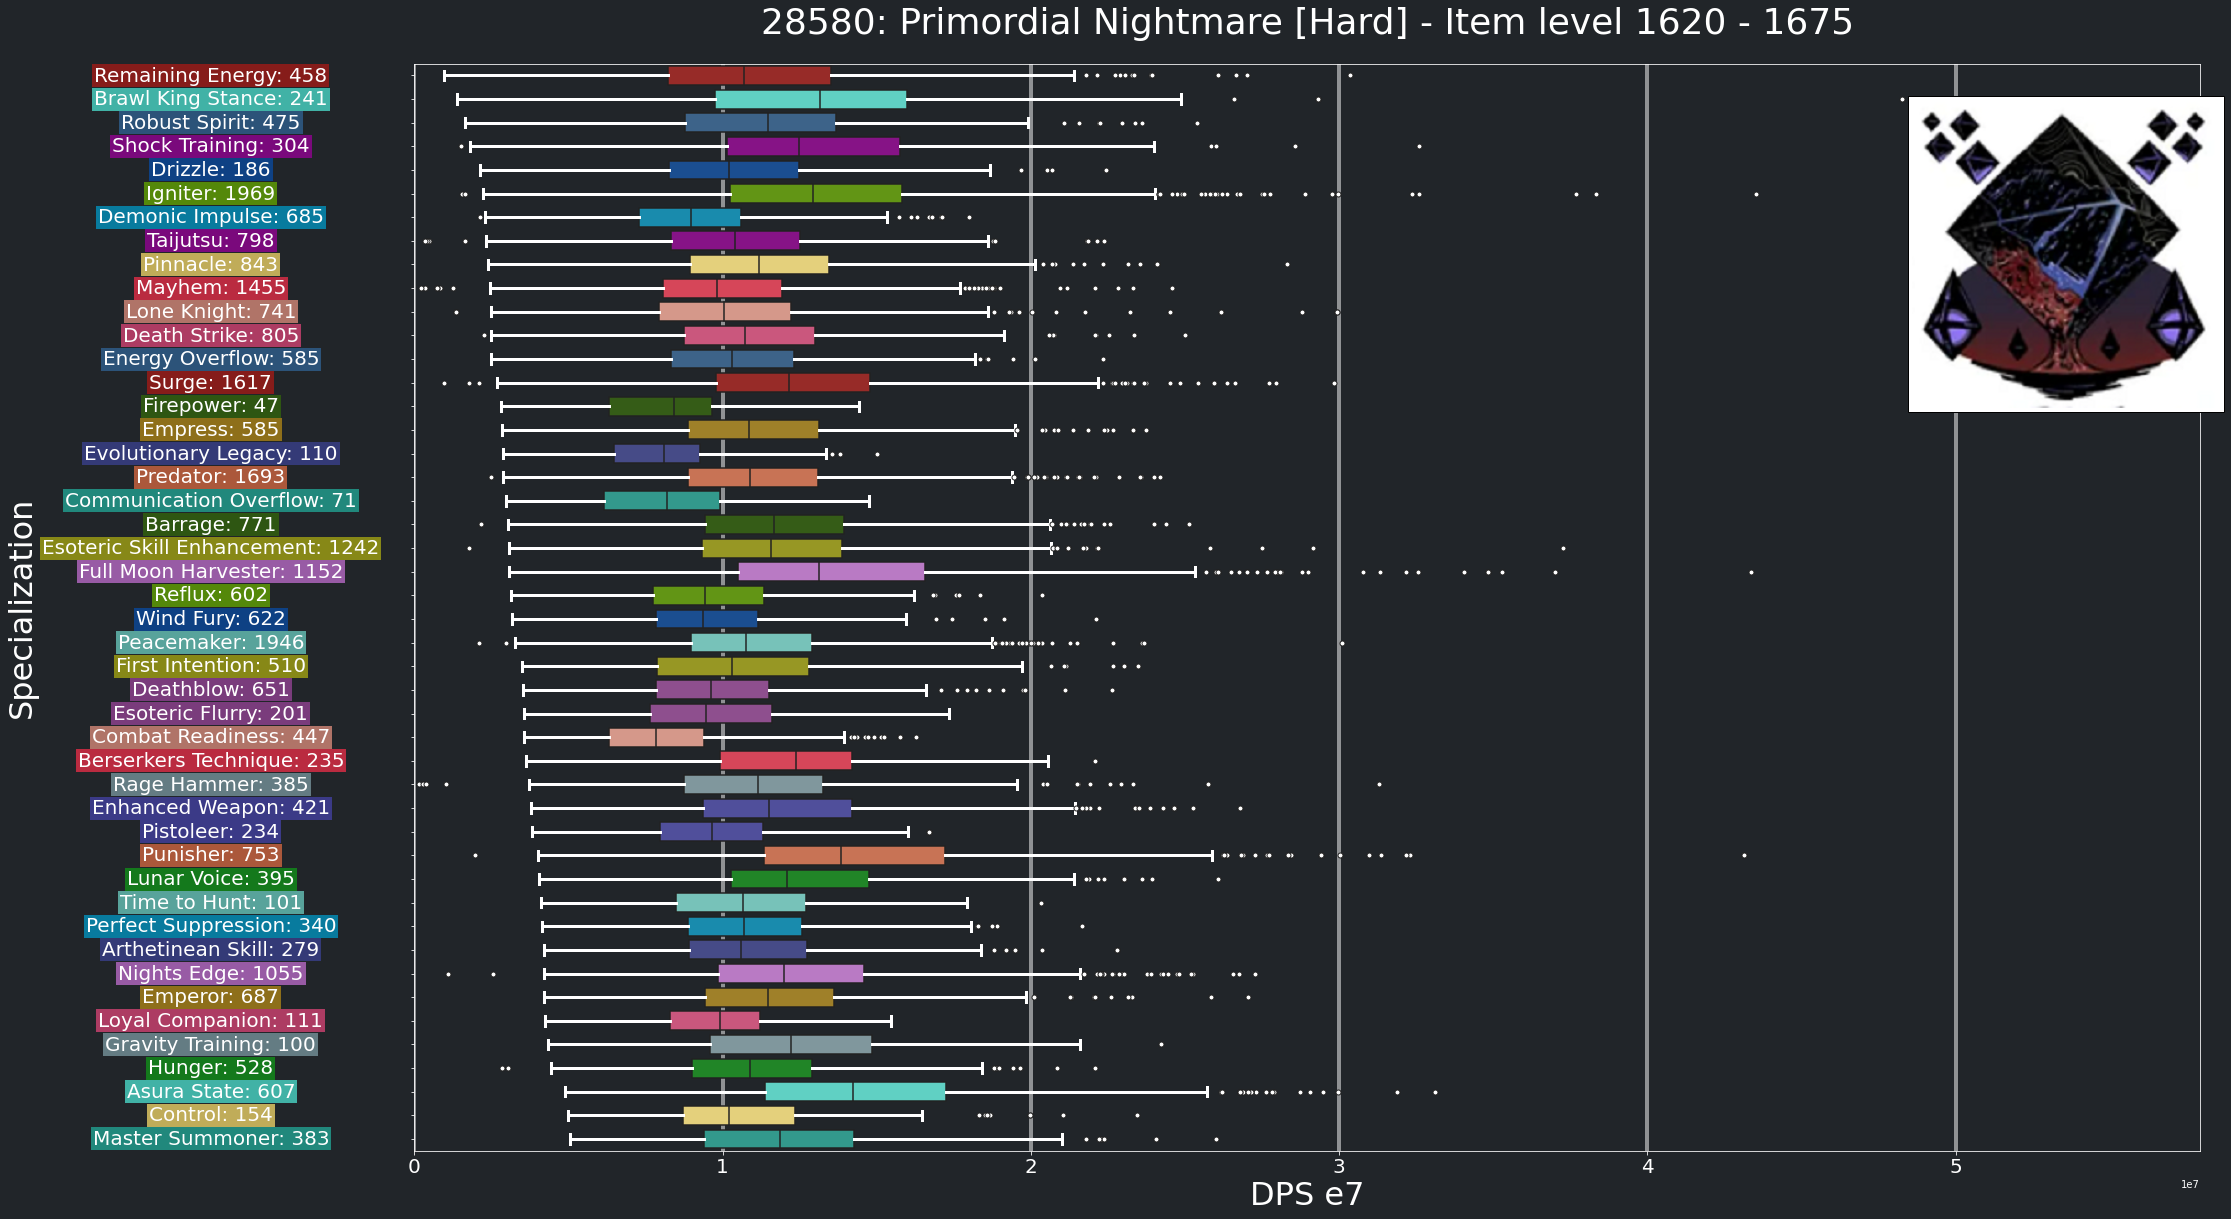 28580: Primordial Nightmare [Hard] - Item level 1620 - 1675
Specialization
Remaining Energy: 458
Brawl King Stance: 241
Robust Spirit: 475
Shock Training: 304
Drizzle: 186
Igniter: 1969
Demonic Impulse: 685
Taijutsu: 798
Pinnacle: 843
Mayhem: 1455
Lone Knight: 741
Death Strike: 805
Energy Overflow: 585
Surge: 1617
Firepower: 47
Empress: 585
Evolutionary Legacy: 110
Predator: 1693
Communication Overflow: 71
Barrage: 771
Esoteric Skill Enhancement: 1242
Full Moon Harvester: 1152
Reflux: 602
Wind Fury: 622
Peacemaker: 1946
First Intention: 510
Deathblow: 651
Esoteric Flurry: 201
Combat Readiness: 447
Berserkers Technique: 235
Rage Hammer: 385
Enhanced Weapon: 421
Pistoleer: 234
Punisher: 753
Lunar Voice: 395
Time to Hunt: 101
Perfect Suppression: 340
Arthetinean Skill: 279
Nights Edge: 1055
Emperor: 687
Loyal Companion: 111
Gravity Training: 100
Hunger: 528
Asura State: 607
Control: 154
Master Summoner: 383
0 1 2 3 4 5
DPS e7
1e7